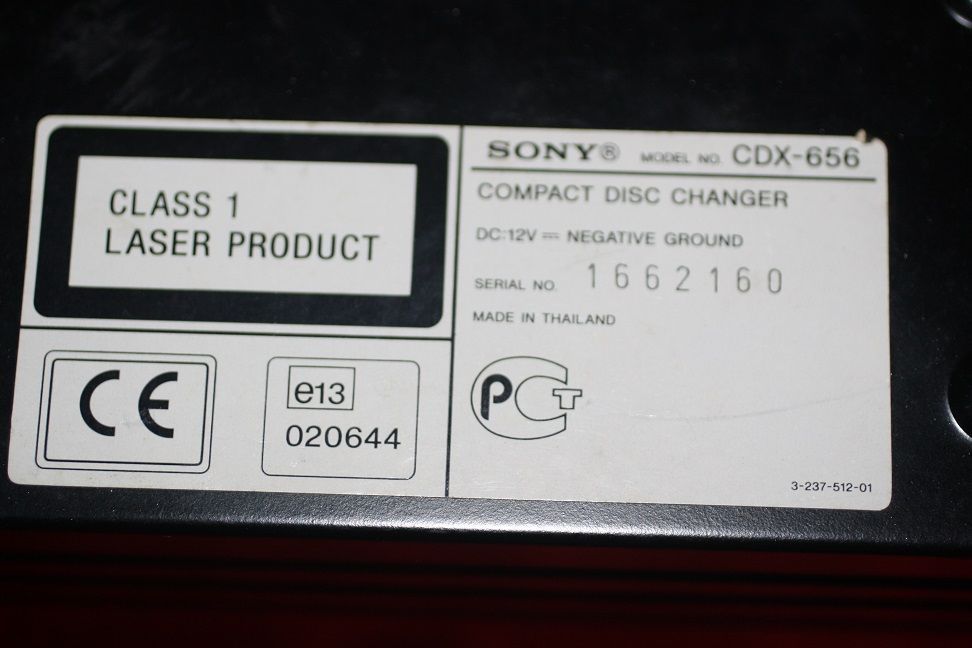 CLASS 1
LASER PRODUCT
CE
e13
020644
SONY® MODEL NO. CDX-656
COMPACT DISC CHANGER
DC:12V ⎓ NEGATIVE GROUND
SERIAL NO. 1662160
MADE IN THAILAND
PCT
3-237-512-01